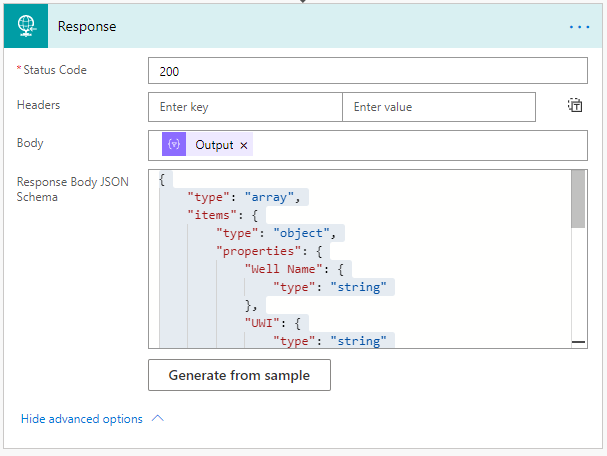 Response
* Status Code 200
Headers Enter key Enter value
Body Output ×
Response Body JSON Schema
{
"type": "array",
"items": {
"type": "object",
"properties": {
"Well Name": {
"type": "string"
},
"UWI": {
"type": "string"
Generate from sample
Hide advanced options